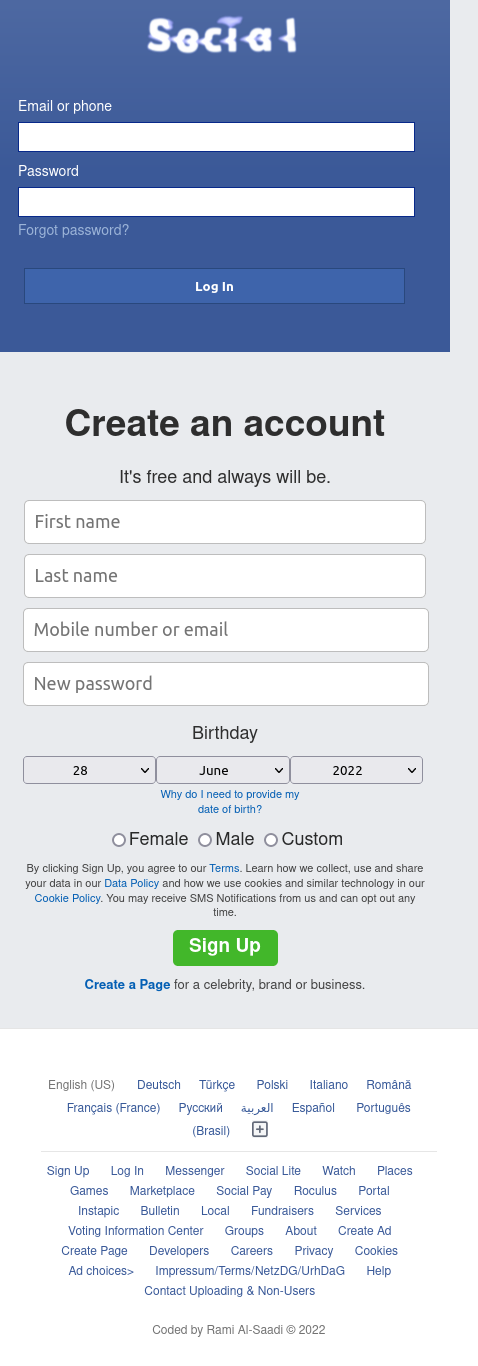 Social
Email or phone
Password
Forgot password?
Log In
Create an account
It's free and always will be.
First name
Last name
Mobile number or email
New password
Birthday
28 June 2022
Why do I need to provide my
date of birth?
Female Male Custom
By clicking Sign Up, you agree to our Terms. Learn how we collect, use and share
your data in our Data Policy and how we use cookies and similar technology in our
Cookie Policy. You may receive SMS Notifications from us and can opt out any
time.
Sign Up
Create a Page for a celebrity, brand or business.
English (US) Deutsch Türkçe Polski Italiano Română
Français (France) Русский العربية Español Português
(Brasil)
Sign Up Log In Messenger Social Lite Watch Places
Games Marketplace Social Pay Roculus Portal
Instapic Bulletin Local Fundraisers Services
Voting Information Center Groups About Create Ad
Create Page Developers Careers Privacy Cookies
Ad choices> Impressum/Terms/NetzDG/UrhDaG Help
Contact Uploading & Non-Users
Coded by Rami Al-Saadi © 2022